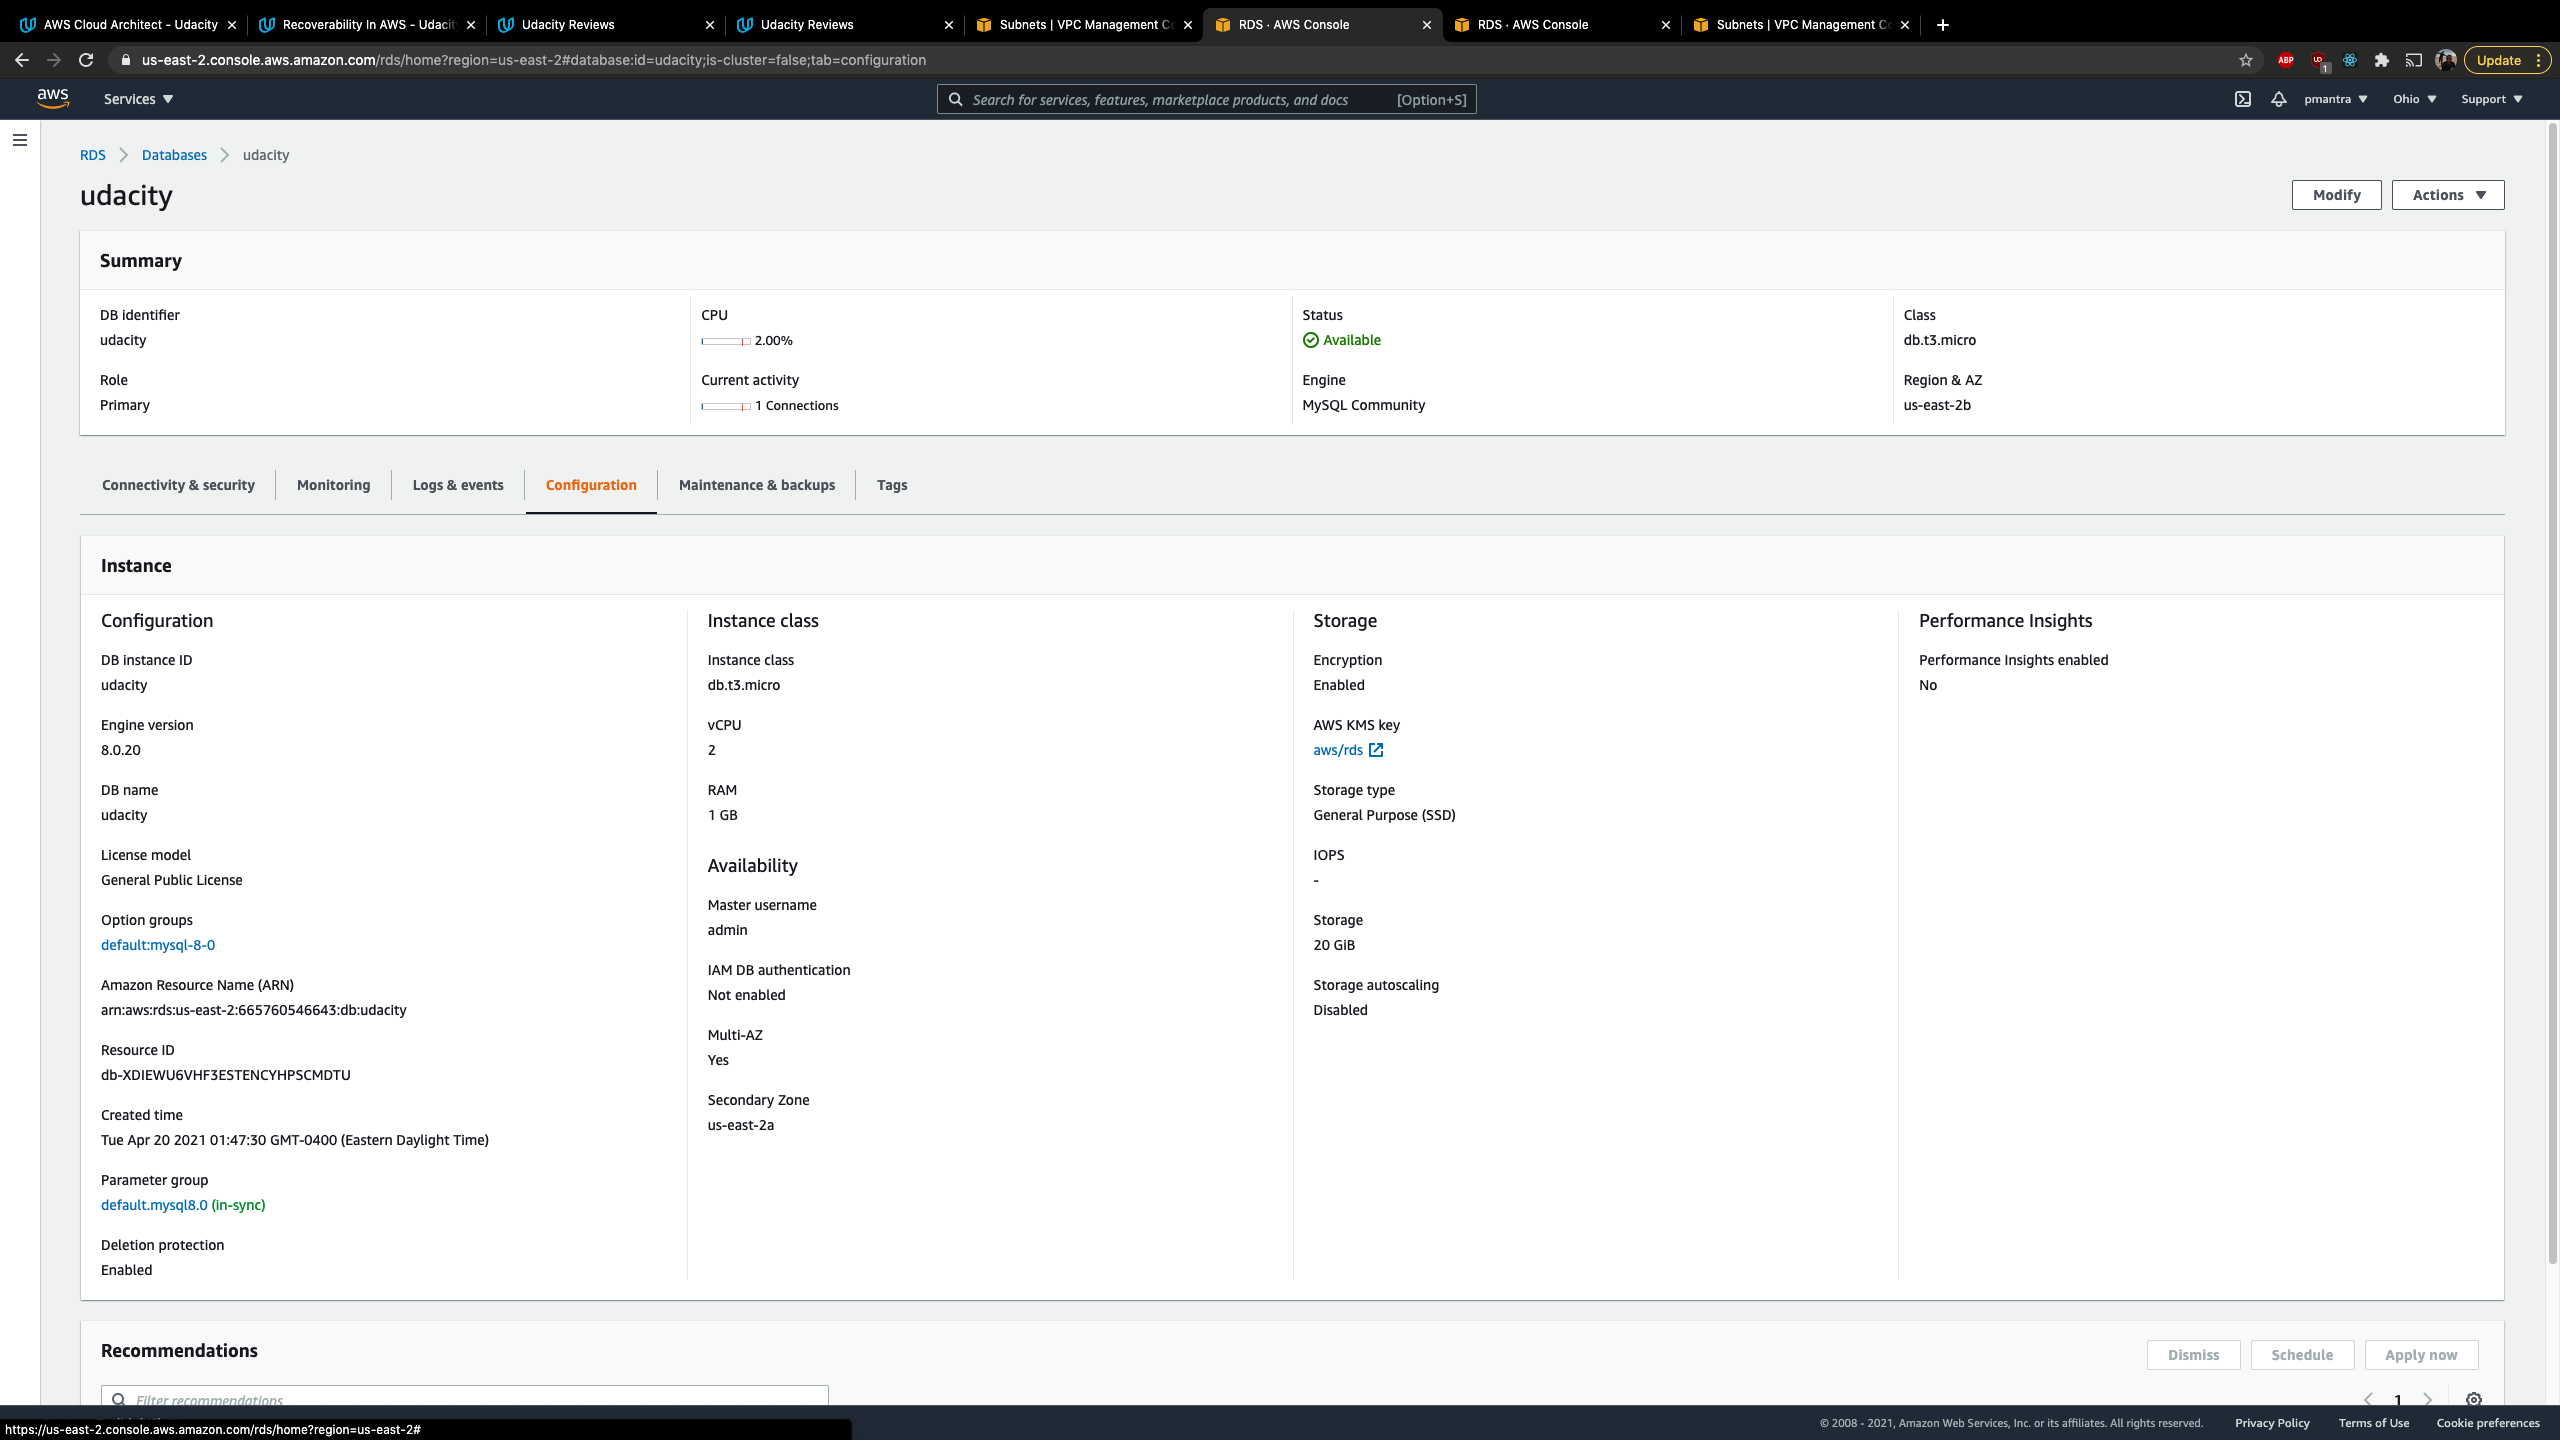 AWS Cloud Architect - Udacity
Recoverability In AWS - Udacit
Udacity Reviews
Udacity Reviews
Subnets | VPC Management Co
RDS · AWS Console
RDS · AWS Console
Subnets | VPC Management Co
us-east-2.console.aws.amazon.com/rds/home?region=us-east-2#database:id=udacity;is-cluster=false;tab=configuration
ABP
1
Update
aws
Services
Search for services, features, marketplace products, and docs
[Option+S]
pmantra
Ohio
Support
RDS
Databases
udacity
udacity
Modify
Actions
Summary
DB identifier
udacity
CPU
2.00%
Status
Available
Class
db.t3.micro
Role
Primary
Current activity
1 Connections
Engine
MySQL Community
Region & AZ
us-east-2b
Connectivity & security
Monitoring
Logs & events
Configuration
Maintenance & backups
Tags
Instance
Configuration
DB instance ID
udacity
Engine version
8.0.20
DB name
udacity
License model
General Public License
Option groups
default:mysql-8-0
Amazon Resource Name (ARN)
arn:aws:rds:us-east-2:665760546643:db:udacity
Resource ID
db-XDIEWU6VHF3ESTENCYHPSCMDTU
Created time
Tue Apr 20 2021 01:47:30 GMT-0400 (Eastern Daylight Time)
Parameter group
default.mysql8.0 (in-sync)
Deletion protection
Enabled
Instance class
Instance class
db.t3.micro
vCPU
2
RAM
1 GB
Availability
Master username
admin
IAM DB authentication
Not enabled
Multi-AZ
Yes
Secondary Zone
us-east-2a
Storage
Encryption
Enabled
AWS KMS key
aws/rds
Storage type
General Purpose (SSD)
IOPS
-
Storage
20 GiB
Storage autoscaling
Disabled
Performance Insights
Performance Insights enabled
No
Recommendations
Dismiss
Schedule
Apply now
Filter recommendations
1
https://us-east-2.console.aws.amazon.com/rds/home?region=us-east-2#
© 2008 - 2021, Amazon Web Services, Inc. or its affiliates. All rights reserved.
Privacy Policy
Terms of Use
Cookie preferences